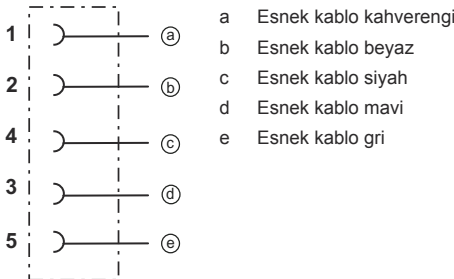 1 ⓐ
2 ⓑ
4 ⓒ
3 ⓓ
5 ⓔ
a Esnek kablo kahverengi
b Esnek kablo beyaz
c Esnek kablo siyah
d Esnek kablo mavi
e Esnek kablo gri